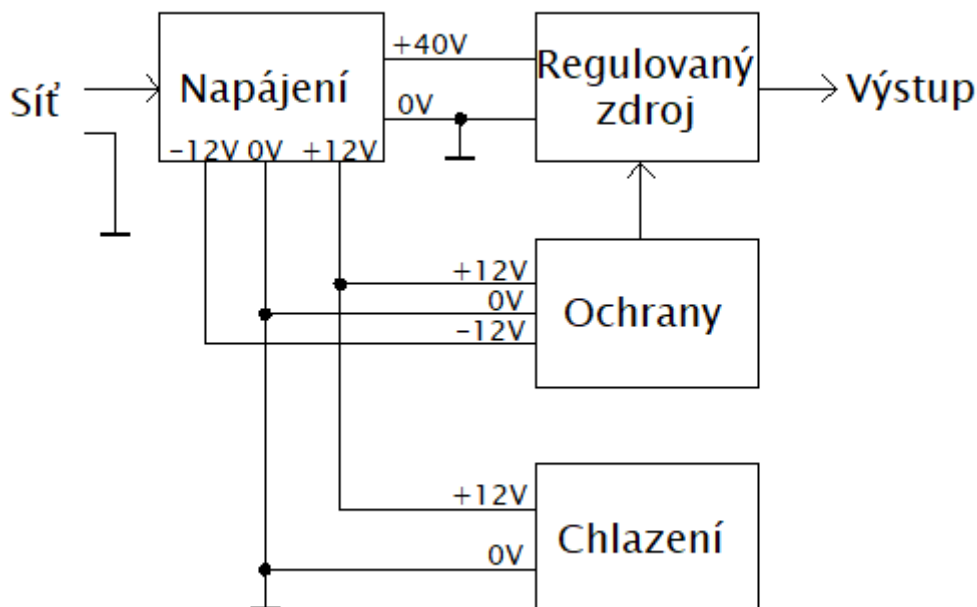 Síť
Napájení
-12V 0V +12V
+40V
0V
Regulovaný
zdroj
Výstup
+12V
0V
-12V
Ochrany
+12V
0V
Chlazení